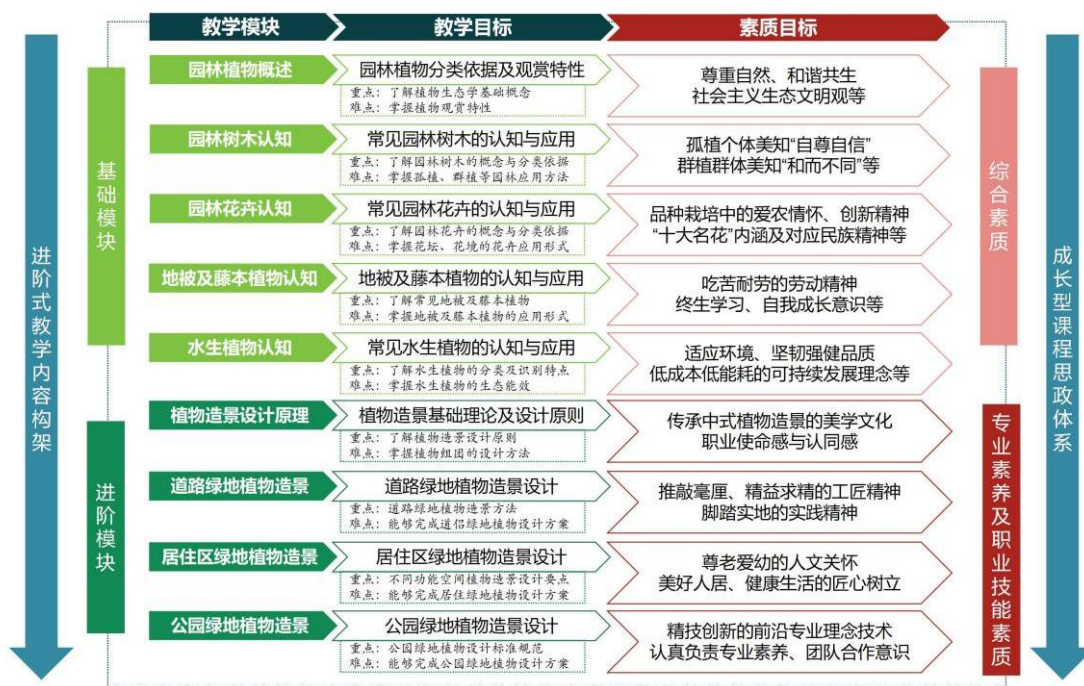 教学模块
教学目标
素质目标
进阶式教学内容构架
基础模块
园林植物概述
园林植物分类依据及观赏特性
重点：了解植物生态学基础概念
难点：掌握植物观赏特性
尊重自然、和谐共生
社会主义生态文明观等
园林树木认知
常见园林树木的认知与应用
重点：了解园林树木的概念与分类依据
难点：掌握孤植、群植等园林应用方法
孤植个体美知“自尊自信”
群植群体美知“和而不同”等
园林花卉认知
常见园林花卉的认知与应用
重点：了解园林花卉的概念与分类依据
难点：掌握花坛、花境的花卉应用形式
品种栽培中的爱农情怀、创新精神
“十大名花”内涵及对应民族精神等
地被及藤本植物认知
地被及藤本植物的认知与应用
重点：了解常见地被及藤本植物
难点：掌握地被及藤本植物的应用形式
吃苦耐劳的劳动精神
终生学习、自我成长意识等
水生植物认知
常见水生植物的认知与应用
重点：了解水生植物的分类及识别特点
难点：掌握水生植物的生态能效
适应环境、坚韧强健品质
低成本低能耗的可持续发展理念等
综合素质
进阶模块
植物造景设计原理
植物造景基础理论及设计原则
重点：了解植物造景设计原则
难点：掌握植物组团的设计方法
传承中式植物造景的美学文化
职业使命感与认同感
道路绿地植物造景
道路绿地植物造景设计
重点：道路绿地植物造景方法
难点：能够完成道侣绿地植物设计方案
推敲毫厘、精益求精的工匠精神
脚踏实地的实践精神
居住区绿地植物造景
居住区绿地植物造景设计
重点：不同功能空间植物造景设计要点
难点：能够完成居住绿地植物设计方案
尊老爱幼的人文关怀
美好人居、健康生活的匠心树立
公园绿地植物造景
公园绿地植物造景设计
重点：公园绿地植物设计标准规范
难点：能够完成公园绿地植物设计方案
精技创新的前沿专业理念技术
认真负责专业素养、团队合作意识
专业素养及职业技能素质
成长型课程思政体系